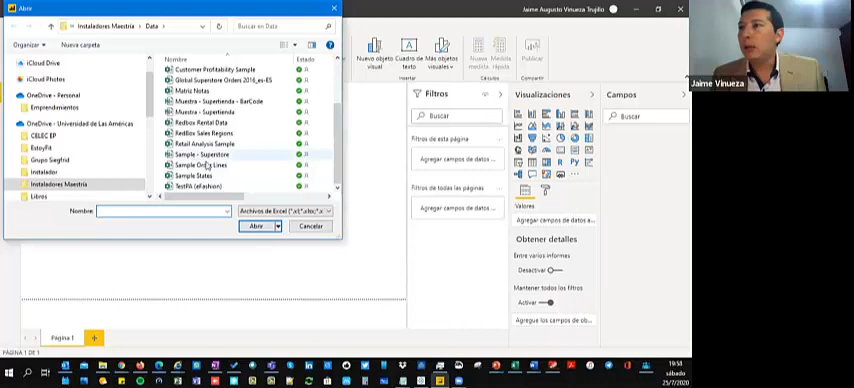 Abrir
Jaime Augusto Vinueza Trujillo
Instaladores Maestría
Data
Buscar en Data
Organizar
Nueva carpeta
Nombre
Estado
iCloud Drive
iCloud Photos
OneDrive - Personal
Emprendimientos
OneDrive - Universidad de Las Américas
CELEC EP
EstoyFit
Grupo Siegfrid
Instalador
Instaladores Maestría
Libros
Customer Profitability Sample
Global Superstore Orders 2016_es-ES
Matriz Notas
Muestra - Supertienda - BarCode
Muestra - Supertienda
Redbox Rental Data
RedBox Sales Regions
Retail Analysis Sample
Sample - Superstore
Sample Order Lines
Sample States
TestPA (eFashion)
Nombre:
Archivos de Excel (*.xl;*.xlsx;*.x
Abrir
Cancelar
Nuevo objeto visual
Cuadro de texto
Más objetos visuales
Nueva medida
Medida rápida
Publicar
Insertar
Cálculos
Compartir
Filtros
Buscar
Filtros de esta página
Agregar campos de datos ...
Filtros de todas las páginas
Agregar campos de datos ...
Visualizaciones
R
Py
Valores
Agregar campos de datos a...
Obtener detalles
Entre varios informes
Desactivar
Mantener todos los filtros
Activar
Agregue los campos de ob...
Campos
Buscar
Jaime Vinueza
Página 1
PÁGINA 1 DE 1
19:58
sábado
25/7/2020